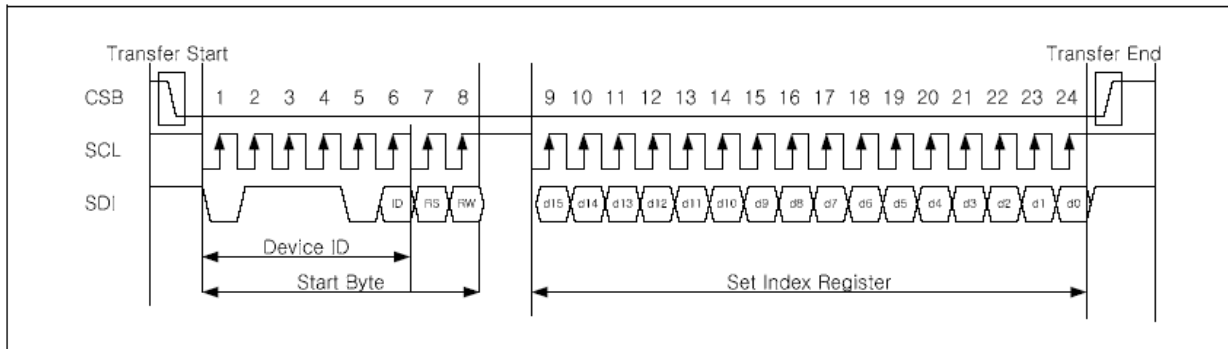 Transfer Start Transfer End
CSB 1 2 3 4 5 6 7 8 9 10 11 12 13 14 15 16 17 18 19 20 21 22 23 24
SCL
SDI ID RS RW d15 d14 d13 d12 d11 d10 d9 d8 d7 d6 d5 d4 d3 d2 d1 d0
Device ID
Start Byte Set Index Register